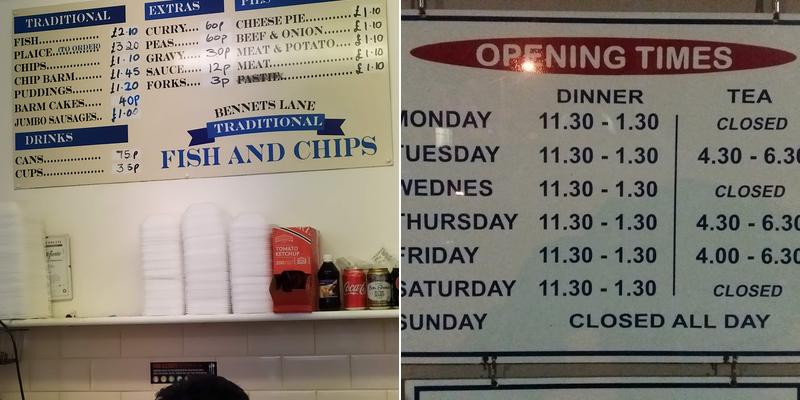 TRADITIONAL
FISH.............. £2.10
PLAICE..(TO ORDER) £3.20
CHIPS............. £1.10
CHIP BARM....... £1.45
PUDDINGS........ £1.20
BARM CAKES.... 40p
JUMBO SAUSAGES.. £1.00
DRINKS
CANS................ 75p
CUPS................ 35p
EXTRAS
CURRY.... 60p
PEAS....... 60p
GRAVY.... 30p
SAUCE..... 12p
FORKS..... 3p
PIES
CHEESE PIE.............. £1.10
BEEF & ONION......... £1.10
MEAT & POTATO...... £1.10
MEAT..................... £1.10
PASTIE
BENNETS LANE
TRADITIONAL
FISH AND CHIPS
TOMATO
KETCHUP
Coca-Cola
OPENING TIMES
DINNER TEA
MONDAY 11.30 - 1.30 CLOSED
TUESDAY 11.30 - 1.30 4.30 - 6.30
WEDNES 11.30 - 1.30 CLOSED
THURSDAY 11.30 - 1.30 4.30 - 6.30
FRIDAY 11.30 - 1.30 4.00 - 6.30
SATURDAY 11.30 - 1.30 CLOSED
SUNDAY CLOSED ALL DAY